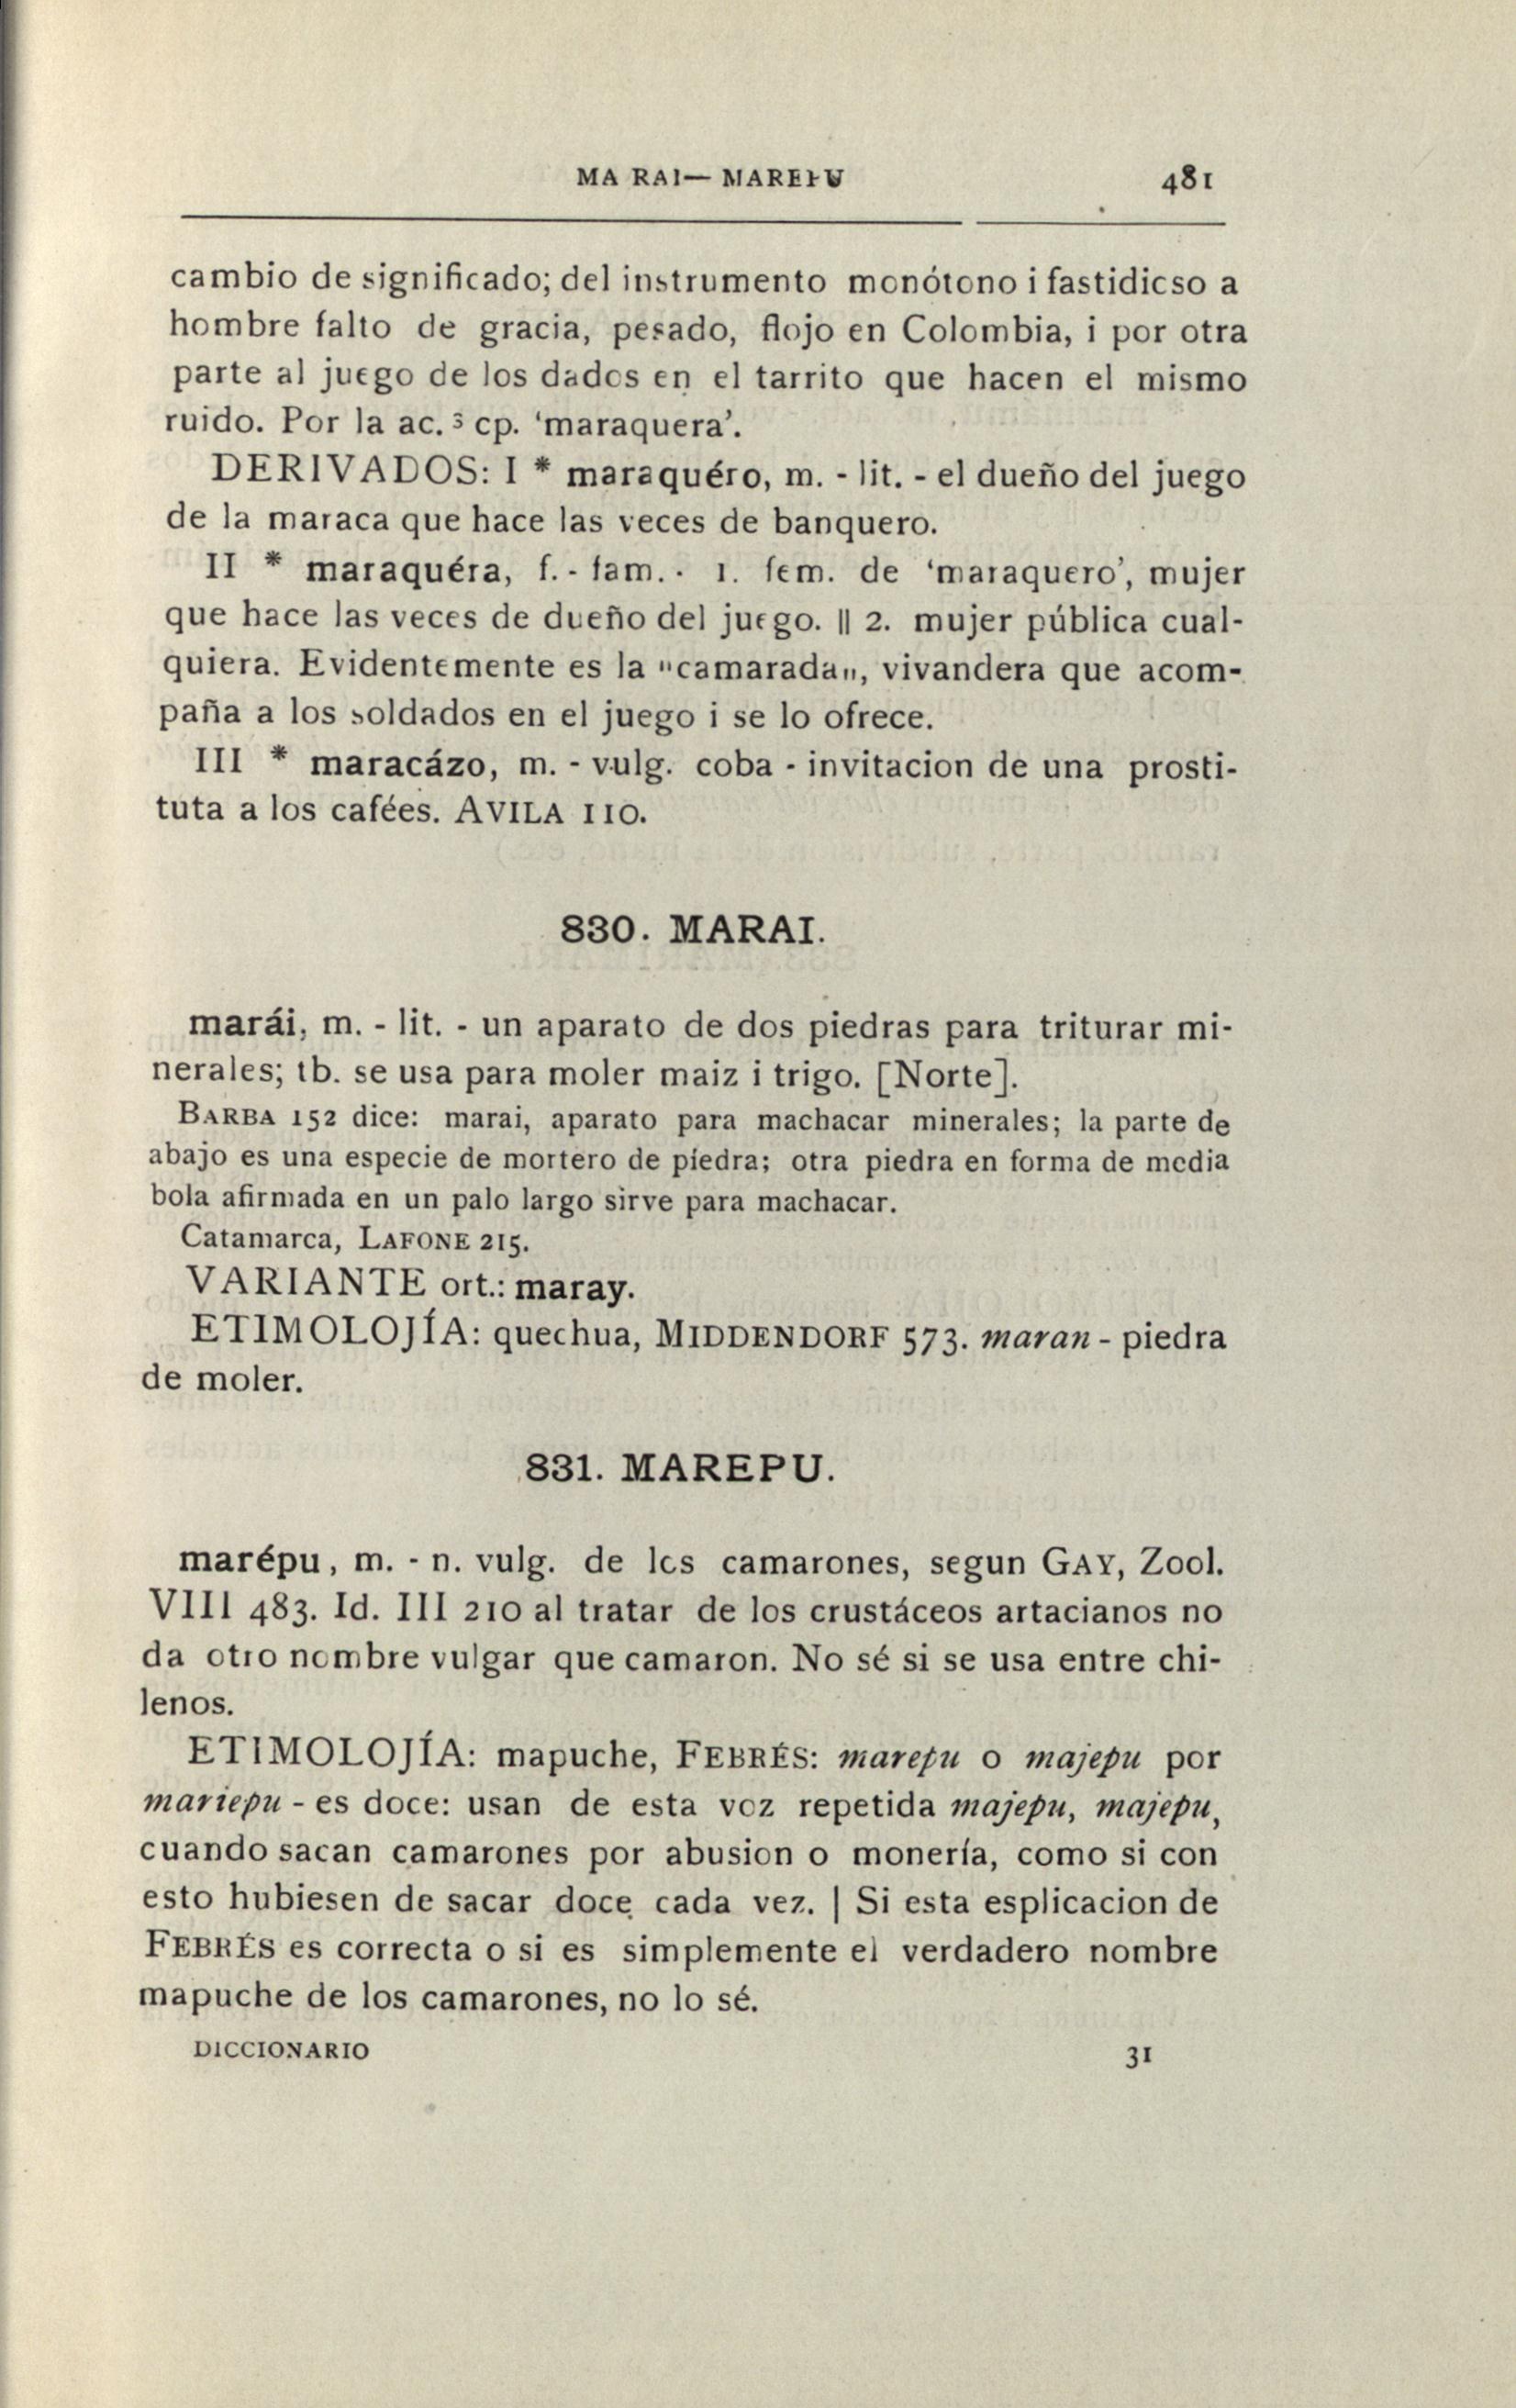 MARAI—MAREPU 481
cambio de significado; del instrumento monótono i fastidioso a
hombre falto de gracia, pesado, flojo en Colombia, i por otra
parte al juego de los dados en el tarrito que hacen el mismo
ruido. Por la ac. ³ cp. ‘maraquera’.
DERIVADOS: I * maraquéro, m. - lit. - el dueño del juego
de la maraca que hace las veces de banquero.
II * maraquéra, f. - fam. - 1. fem. de ‘maraquero’, mujer
que hace las veces de dueño del juego. || 2. mujer pública cual-
quiera. Evidentemente es la "camarada", vivandera que acom-
paña a los soldados en el juego i se lo ofrece.
III * maracázo, m. - vulg. coba - invitacion de una prosti-
tuta a los cafées. AVILA 110.
830. MARAI.
marái, m. - lit. - un aparato de dos piedras para triturar mi-
nerales; tb. se usa para moler maiz i trigo. [Norte].
BARBA 152 dice: marai, aparato para machacar minerales; la parte de
abajo es una especie de mortero de piedra; otra piedra en forma de media
bola afirmada en un palo largo sirve para machacar.
Catamarca, LAFONE 215.
VARIANTE ort.: maray.
ETIMOLOJÍA: quechua, MIDDENDORF 573. maran - piedra
de moler.
831. MAREPU.
marépu, m. - n. vulg. de los camarones, segun GAY, Zool.
VIII 483. Id. III 210 al tratar de los crustáceos artacianos no
da otro nombre vulgar que camaron. No sé si se usa entre chi-
lenos.
ETIMOLOJÍA: mapuche, FEBRÉS: marepu o majepu por
mariepu - es doce: usan de esta voz repetida majepu, majepu,
cuando sacan camarones por abusion o monería, como si con
esto hubiesen de sacar doce cada vez. | Si esta esplicacion de
FEBRÉS es correcta o si es simplemente el verdadero nombre
mapuche de los camarones, no lo sé.
DICCIONARIO 31